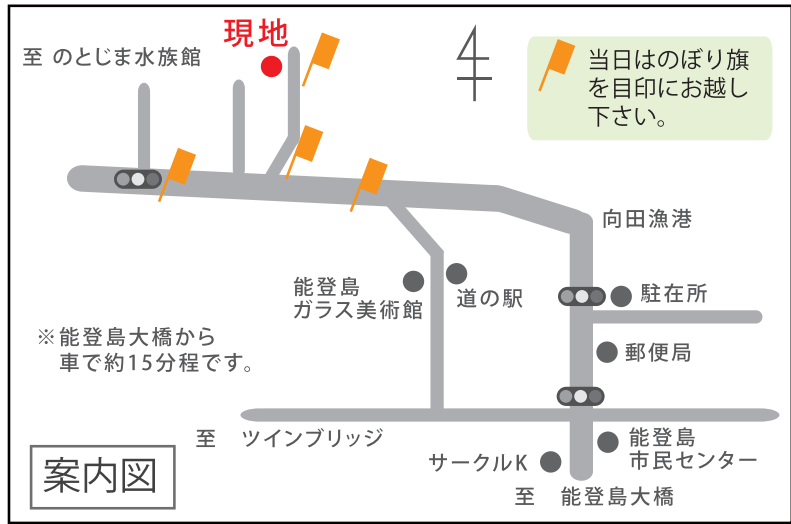 現地
至 のとじま水族館
当日はのぼり旗
を目印にお越し
下さい。
向田漁港
能登島
ガラス美術館
道の駅
駐在所
※能登島大橋から
車で約15分程です。
郵便局
至 ツインブリッジ
能登島
市民センター
サークルK
案内図
至 能登島大橋